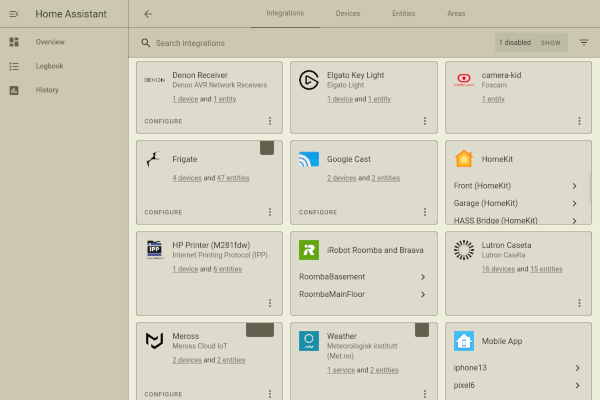 Home Assistant
Integrations
Devices
Entities
Areas
Overview
Logbook
History
Search integrations
1 disabled
SHOW
DENON
Denon Receiver
Denon AVR Network Receivers
1 device and 1 entity
CONFIGURE
Elgato Key Light
Elgato Light
1 device and 1 entity
FOSCAM
camera-kid
Foscam
1 entity
Frigate
4 devices and 47 entities
CONFIGURE
Google Cast
2 devices and 2 entities
CONFIGURE
HomeKit
Front (HomeKit)
Garage (HomeKit)
HASS Bridge (HomeKit)
IPP
HP Printer (M281fdw)
Internet Printing Protocol (IPP)
1 device and 6 entities
iRobot Roomba and Braava
RoombaBasement
RoombaMainFloor
Lutron Caseta
Lutron Caséta
16 devices and 15 entities
Meross
Meross Cloud IoT
2 devices and 2 entities
CONFIGURE
Weather
Meteorologisk institutt
(Met.no)
1 service and 2 entities
Mobile App
iphone13
pixel6